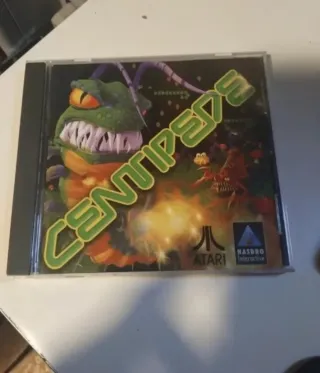 CENTIPEDE
ATARI
HASBRO
Interactive